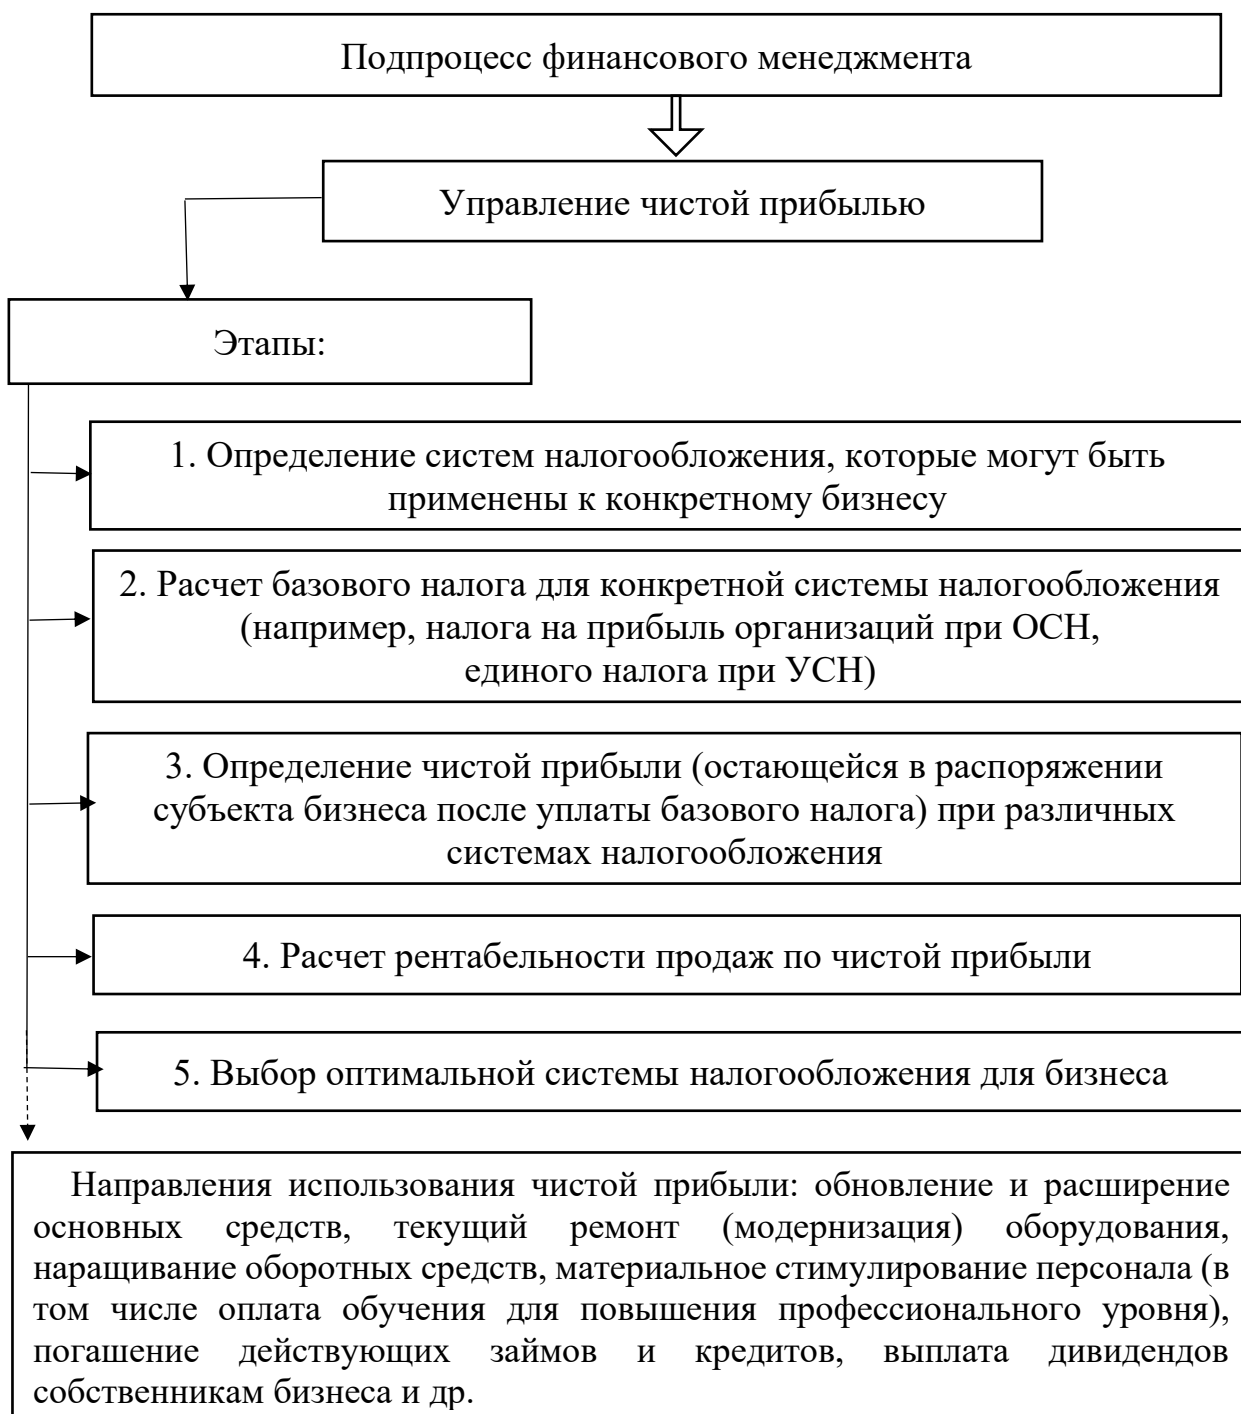 Подпроцесс финансового менеджмента
Управление чистой прибылью
Этапы:
1. Определение систем налогообложения, которые могут быть
применены к конкретному бизнесу
2. Расчет базового налога для конкретной системы налогообложения
(например, налога на прибыль организаций при ОСН,
единого налога при УСН)
3. Определение чистой прибыли (остающейся в распоряжении
субъекта бизнеса после уплаты базового налога) при различных
системах налогообложения
4. Расчет рентабельности продаж по чистой прибыли
5. Выбор оптимальной системы налогообложения для бизнеса
Направления использования чистой прибыли: обновление и расширение
основных средств, текущий ремонт (модернизация) оборудования,
наращивание оборотных средств, материальное стимулирование персонала (в
том числе оплата обучения для повышения профессионального уровня),
погашение действующих займов и кредитов, выплата дивидендов
собственникам бизнеса и др.